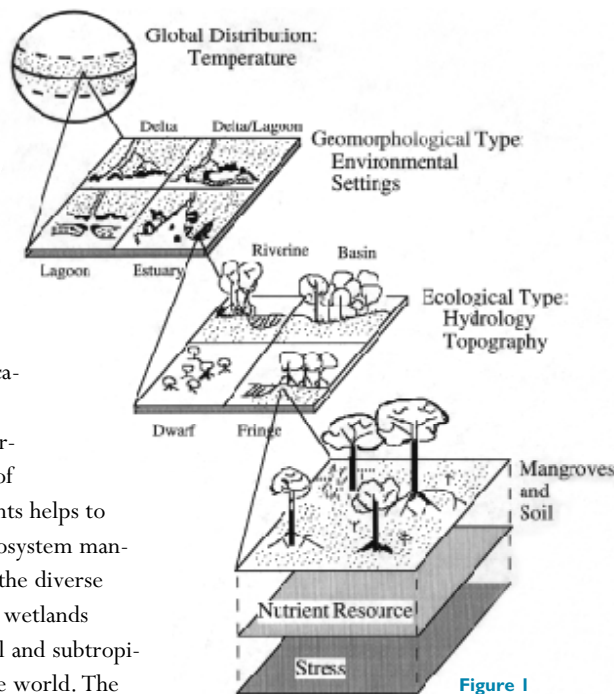 Global Distribution:
Temperature
Delta
Delta/Lagoon
Geomorphological Type:
Environmental
Settings
Lagoon
Estuary
Riverine
Basin
Ecological Type:
Hydrology
Topography
Dwarf
Fringe
Mangroves
and
Soil
Nutrient Resource
Stress
Figure 1
ca-
r-
of
nts helps to
osystem man-
the diverse
wetlands
l and subtropi-
e world. The